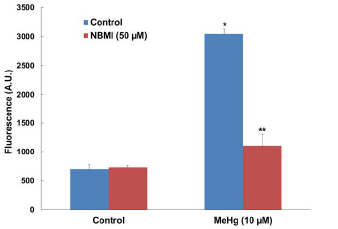 3500
3000
2500
2000
1500
1000
500
0
Fluorescence (A.U.)
Control
NBMI (50 µM)
*
**
Control
MeHg (10 µM)